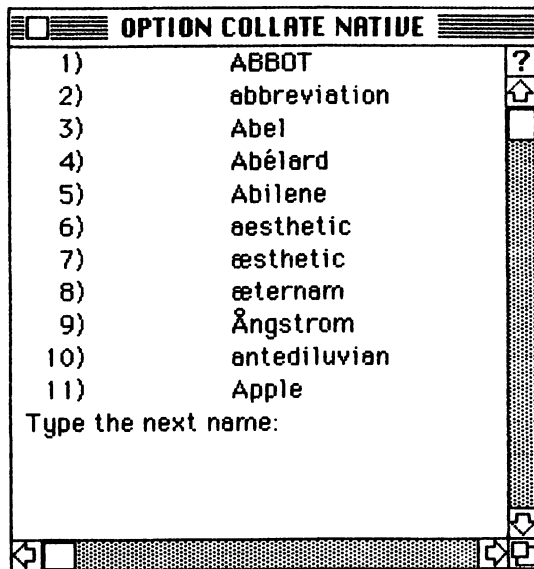 OPTION COLLATE NATIVE
?
1) ABBOT
2) abbreviation
3) Abel
4) Abélard
5) Abilene
6) aesthetic
7) æsthetic
8) æternam
9) Ångstrom
10) antediluvian
11) Apple
Type the next name: